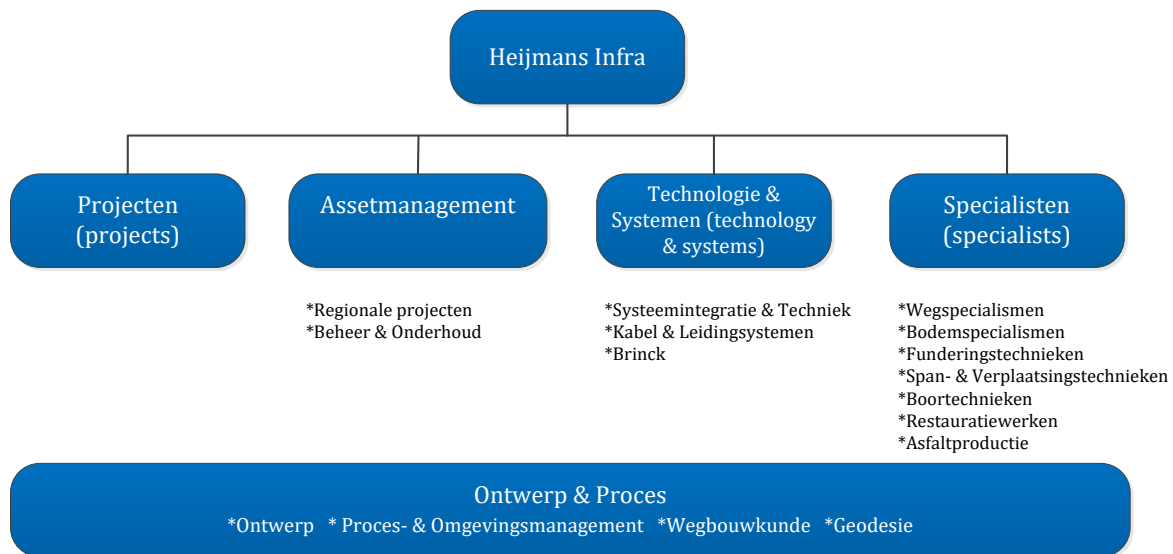 Heijmans Infra
Projecten
(projects)
Assetmanagement
Technologie &
Systemen (technology
& systems)
Specialisten
(specialists)
*Regionale projecten
*Beheer & Onderhoud
*Systeemintegratie & Techniek
*Kabel & Leidingsystemen
*Brinck
*Wegspecialismen
*Bodemspecialismen
*Funderingstechnieken
*Span- & Verplaatsingstechnieken
*Boortechnieken
*Restauratiewerken
*Asfaltproductie
Ontwerp & Proces
*Ontwerp * Proces- & Omgevingsmanagement *Wegbouwkunde *Geodesie